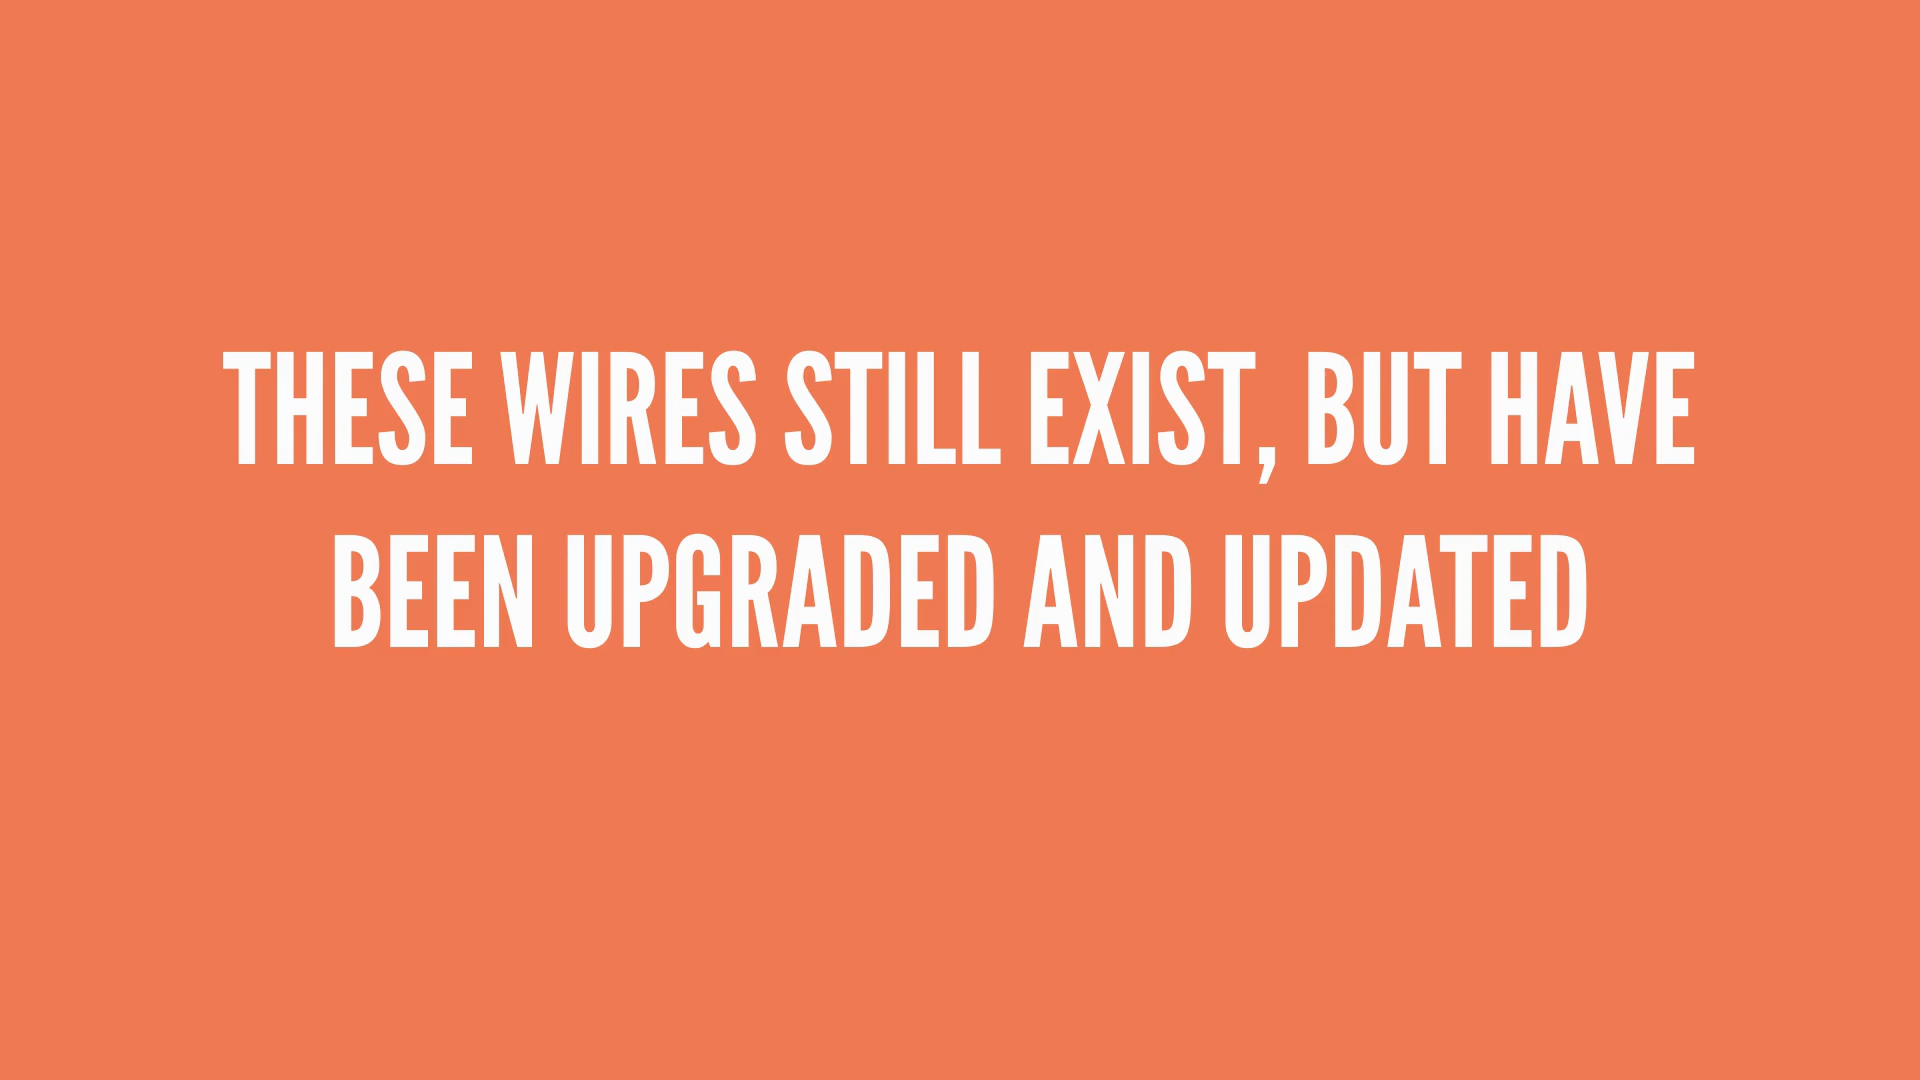 THESE WIRES STILL EXIST, BUT HAVE
BEEN UPGRADED AND UPDATED